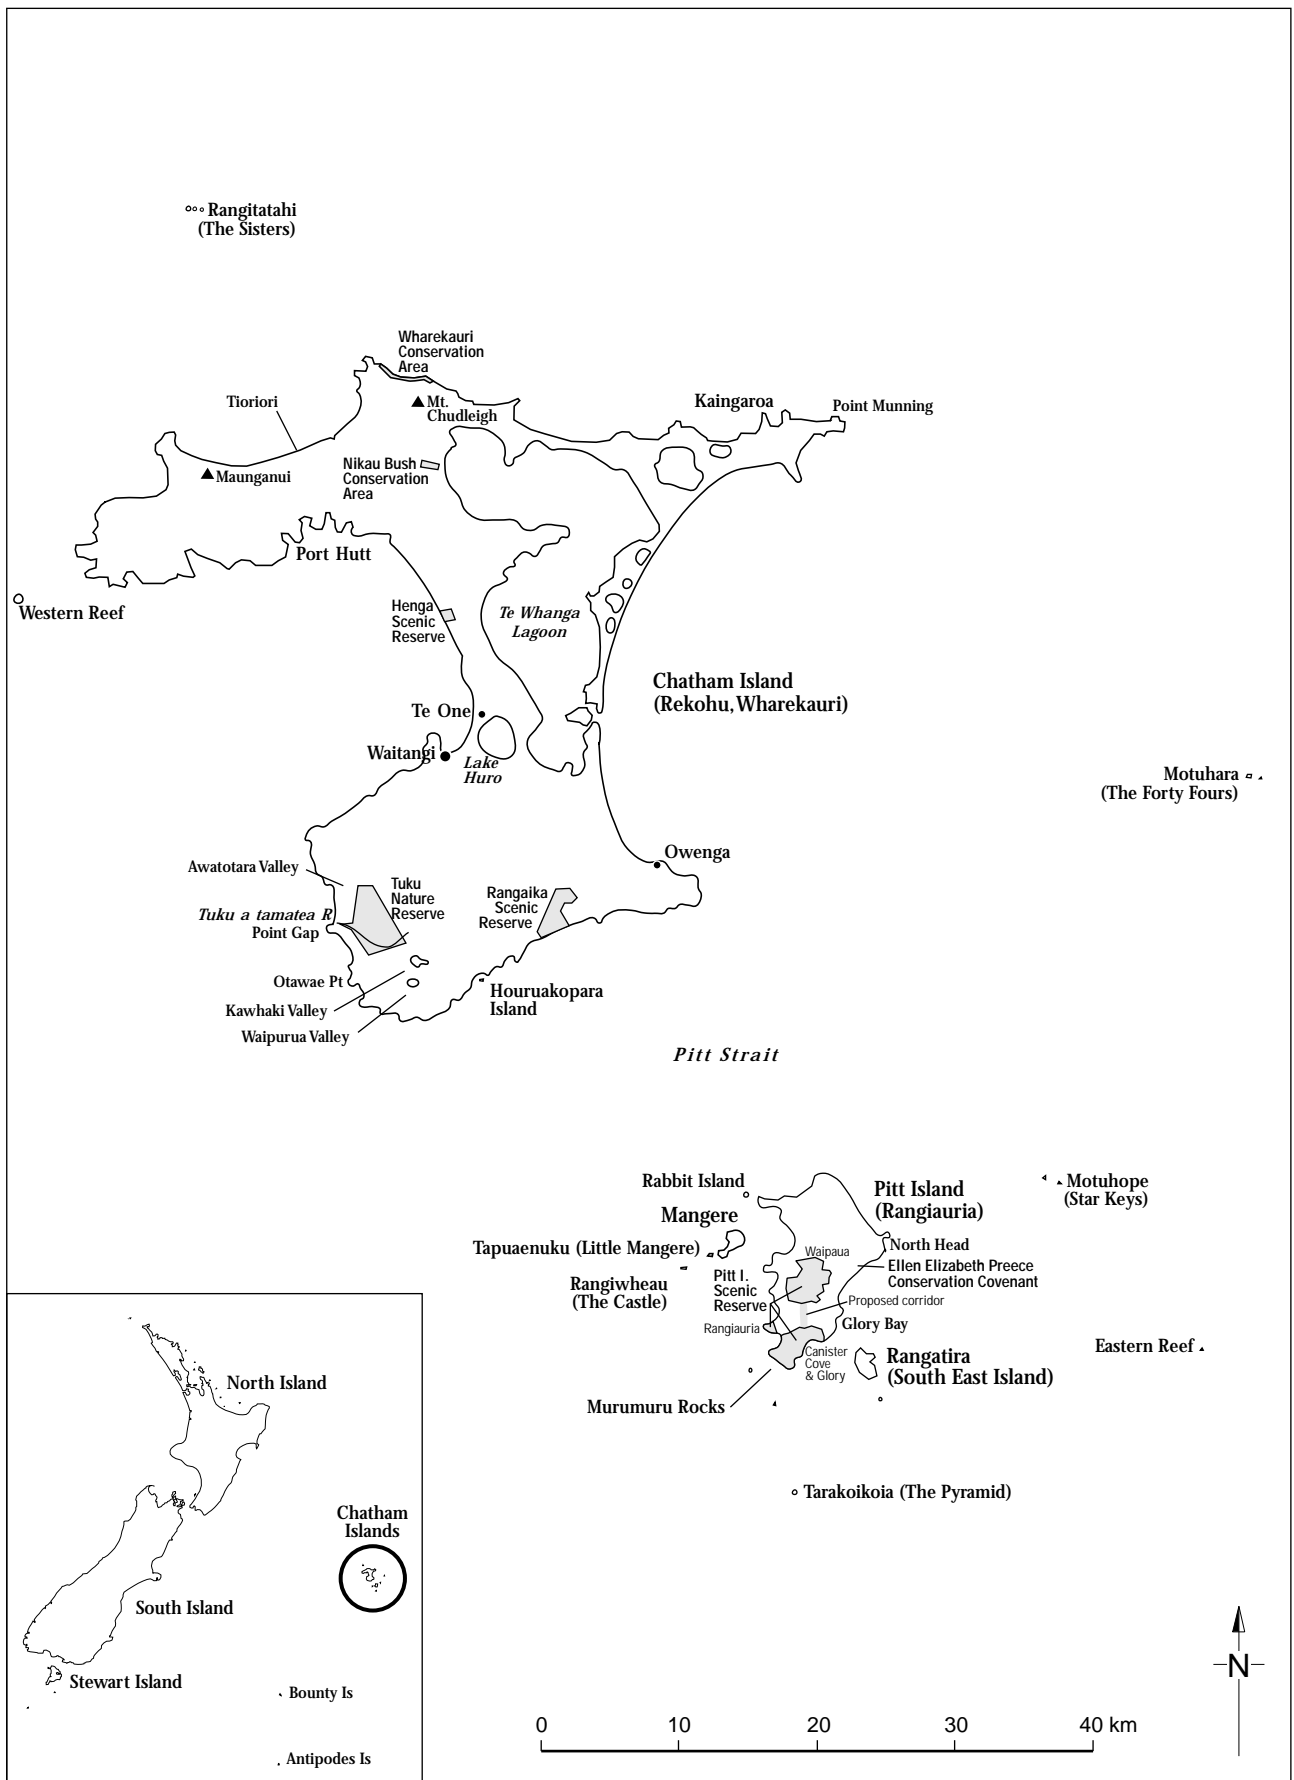 Rangitatahi
(The Sisters)
Wharekauri
Conservation
Area
Tioriori
Mt.
Chudleigh
Kaingaroa
Point Munning
Maunganui
Nikau Bush
Conservation
Area
Port Hutt
Western Reef
Henga
Scenic
Reserve
Te Whanga
Lagoon
Chatham Island
(Rekohu, Wharekauri)
Te One
Waitangi
Lake
Huro
Motuhara
(The Forty Fours)
Owenga
Awatotara Valley
Tuku
Nature
Reserve
Rangaika
Scenic
Reserve
Tuku a tamatea R
Point Gap
Otawae Pt
Kawhaki Valley
Waipurua Valley
Houruakopara
Island
Pitt Strait
Rabbit Island
Pitt Island
(Rangiauria)
Motuhope
(Star Keys)
Mangere
Tapuaenuku (Little Mangere)
North Head
Waipaua
Ellen Elizabeth Preece
Conservation Covenant
Rangiwheau
(The Castle)
Pitt I.
Scenic
Reserve
Proposed corridor
Rangiauria
Glory Bay
Canister
Cove
& Glory
Rangatira
(South East Island)
Eastern Reef
Murumuru Rocks
Tarakoikoia (The Pyramid)
North Island
Chatham
Islands
South Island
Stewart Island
Bounty Is
Antipodes Is
N
0 10 20 30 40 km